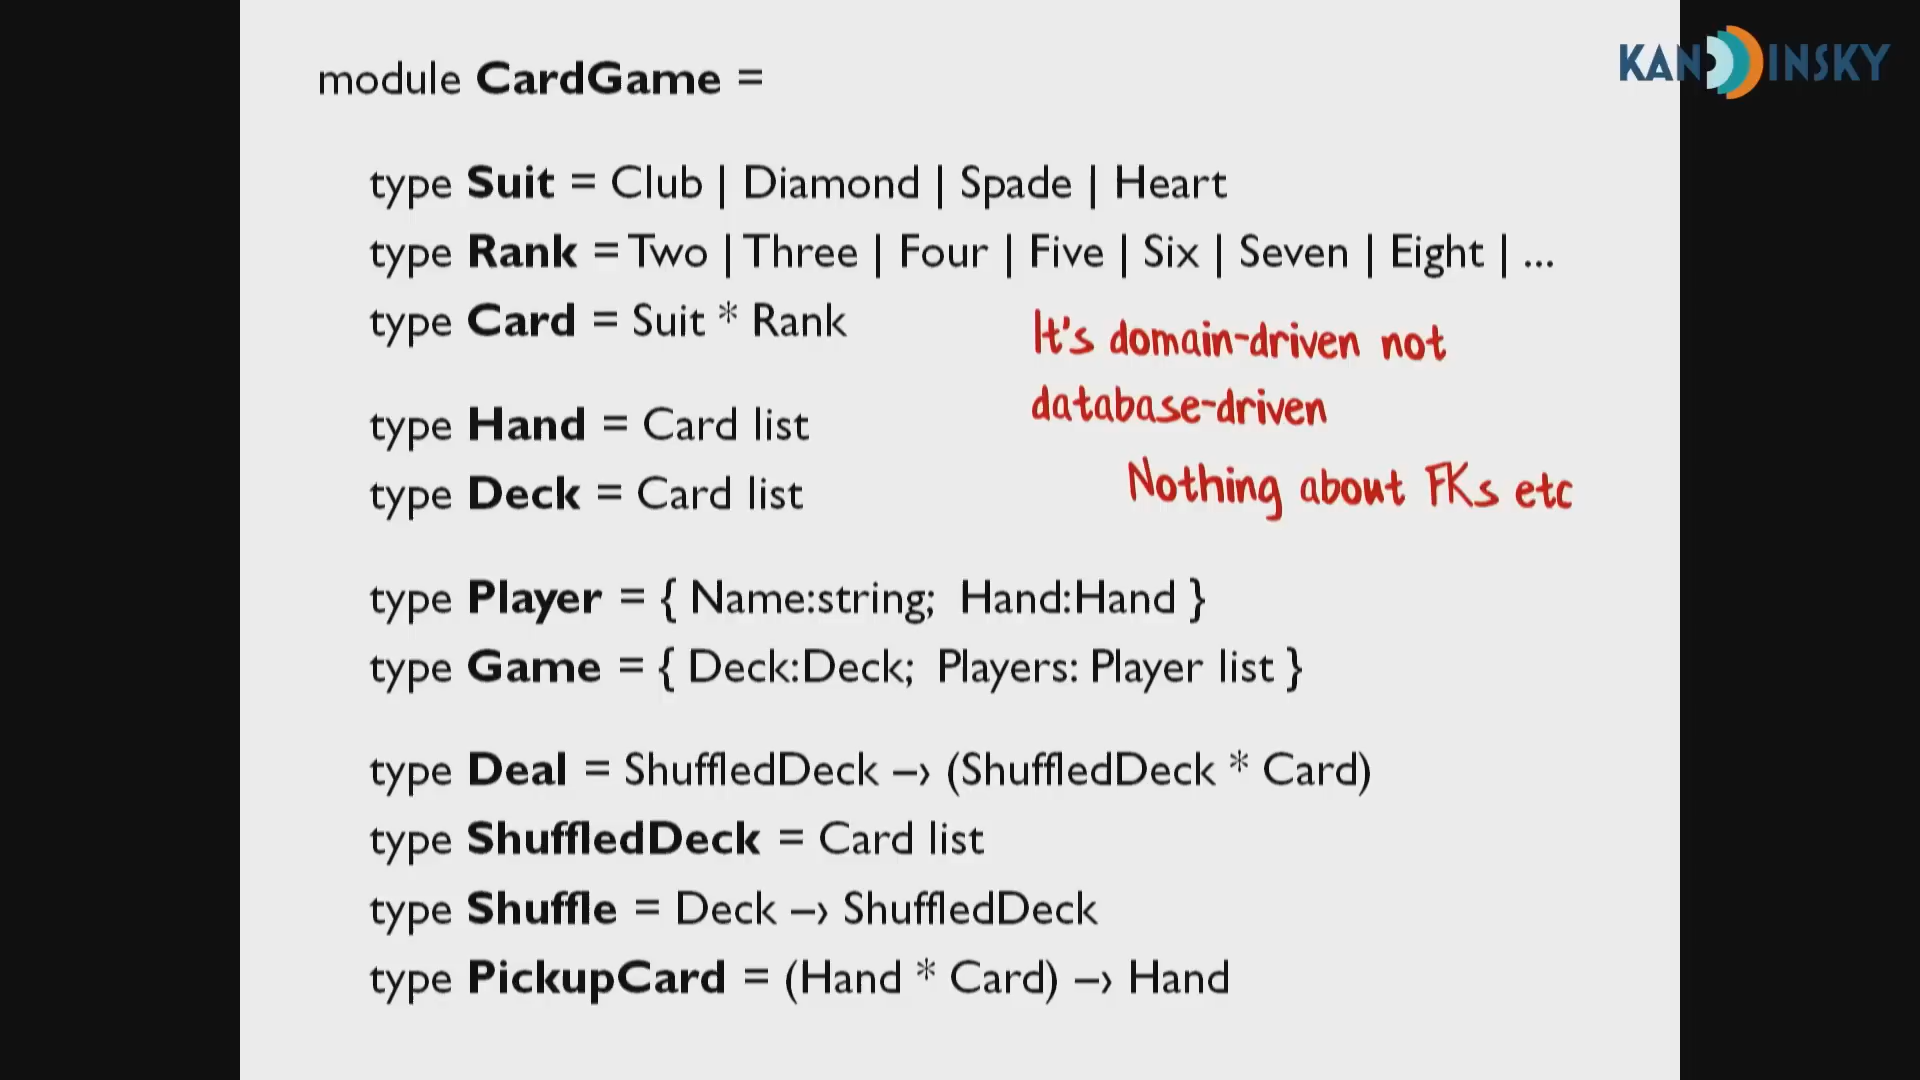 KANDINSKY
module CardGame =
type Suit = Club | Diamond | Spade | Heart
type Rank = Two | Three | Four | Five | Six | Seven | Eight | ...
type Card = Suit * Rank
It's domain-driven not
database-driven
type Hand = Card list
Nothing about FKs etc
type Deck = Card list
type Player = { Name:string; Hand:Hand }
type Game = { Deck:Deck; Players: Player list }
type Deal = ShuffledDeck –› (ShuffledDeck * Card)
type ShuffledDeck = Card list
type Shuffle = Deck –› ShuffledDeck
type PickupCard = (Hand * Card) –› Hand